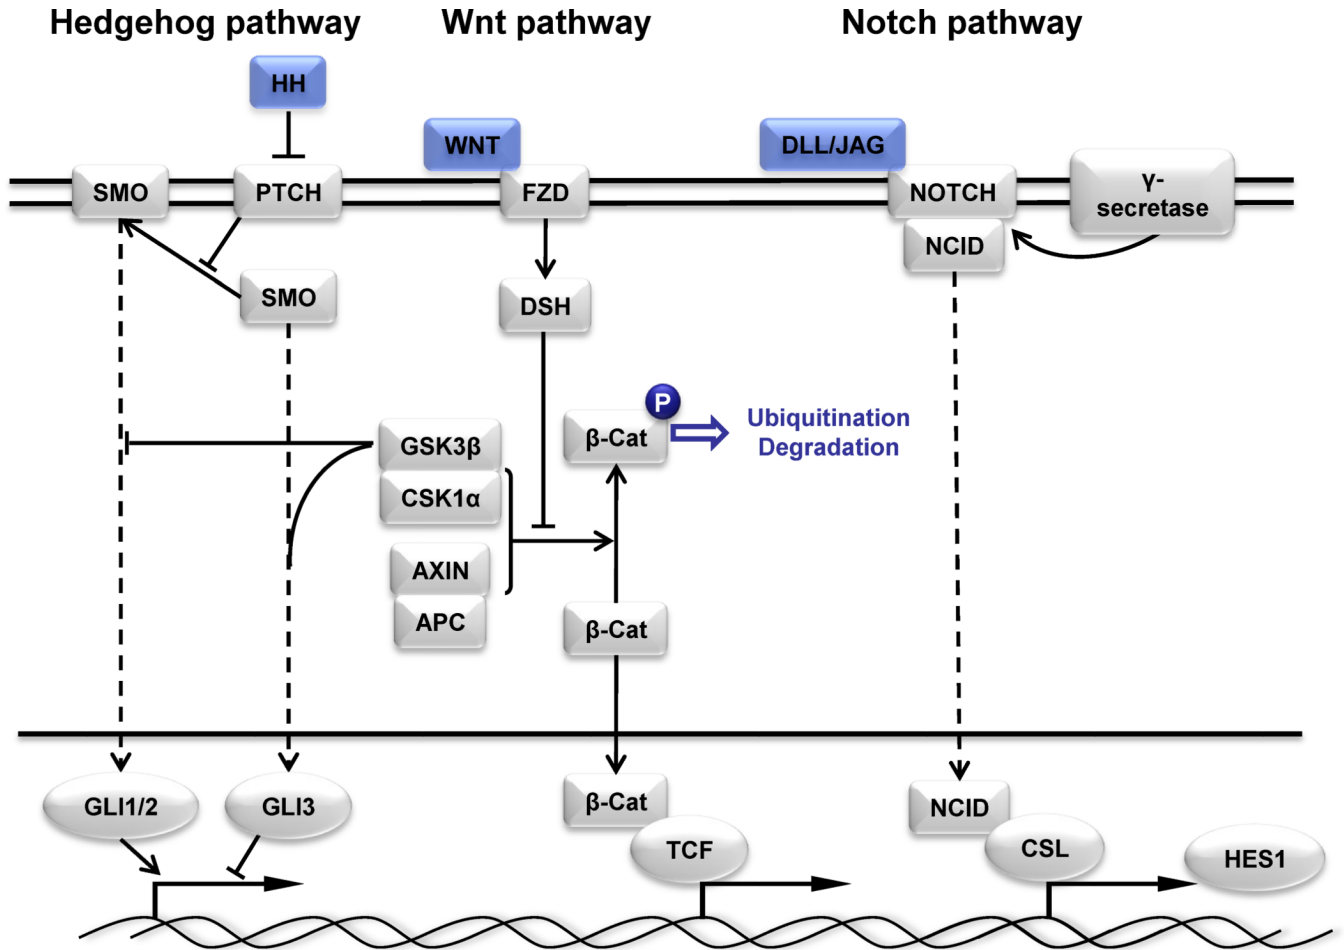 Hedgehog pathway
Wnt pathway
Notch pathway
HH
WNT
DLL/JAG
SMO
PTCH
FZD
NOTCH
γ-
secretase
NCID
SMO
DSH
P
β-Cat
Ubiquitination
Degradation
GSK3β
CSK1α
AXIN
APC
β-Cat
GLI1/2
GLI3
β-Cat
TCF
NCID
CSL
HES1